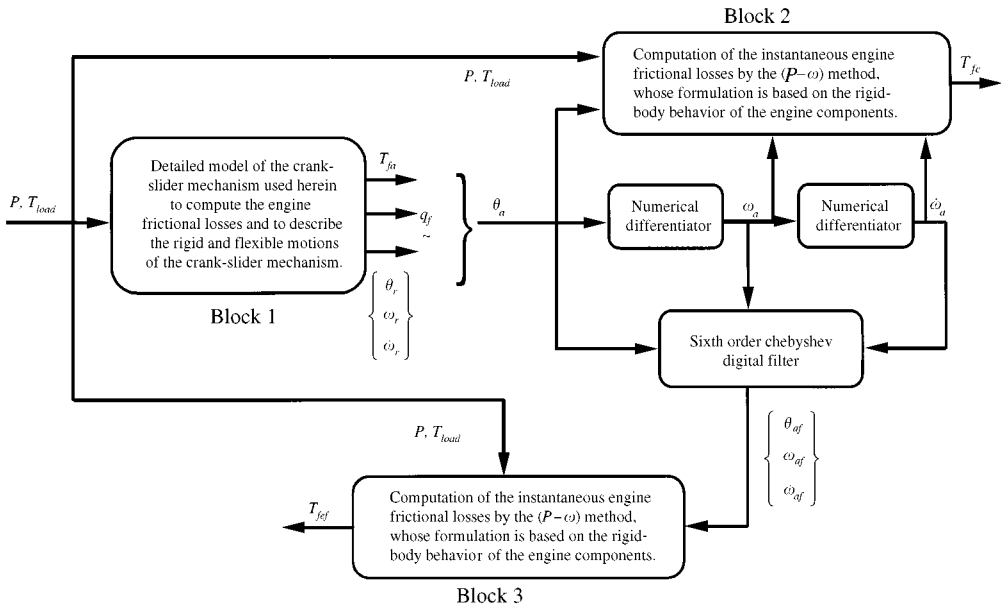 Block 2
Computation of the instantaneous engine
frictional losses by the (P−ω) method,
whose formulation is based on the rigid-
body behavior of the engine components.
T_fc
P, T_load
Detailed model of the crank-
slider mechanism used herein
to compute the engine
frictional losses and to describe
the rigid and flexible motions
of the crank-slider mechanism.
P, T_load
Block 1
T_fa
q_f
~
θ_r
ω_r
ω̇_r
θ_a
Numerical
differentiator
ω_a
Numerical
differentiator
ω̇_a
Sixth order chebyshev
digital filter
θ_af
ω_af
ω̇_af
P, T_load
Computation of the instantaneous engine
frictional losses by the (P−ω) method,
whose formulation is based on the rigid-
body behavior of the engine components.
T_fef
Block 3